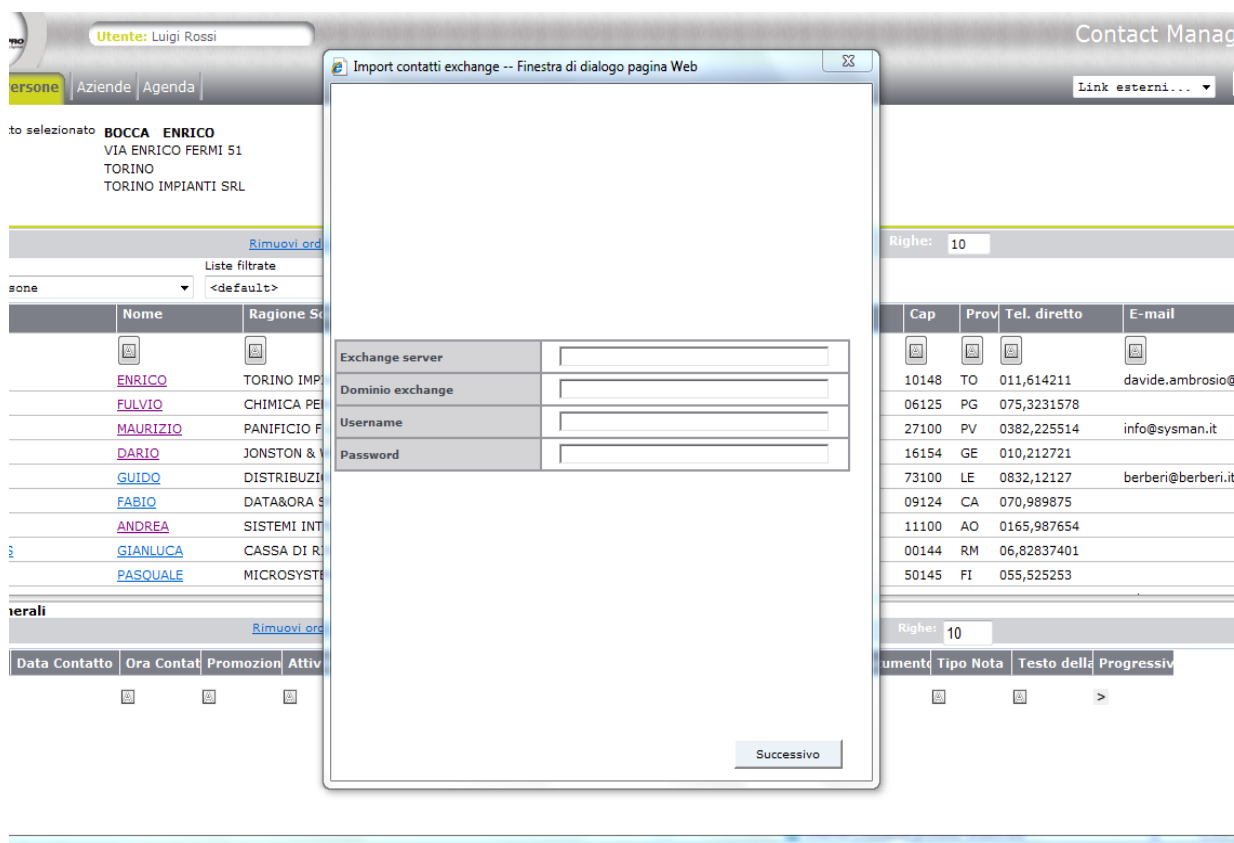 Utente: Luigi Rossi
Contact Manag
Import contatti exchange -- Finestra di dialogo pagina Web
ersone Aziende Agenda Link esterni...
to selezionato BOCCA ENRICO
VIA ENRICO FERMI 51
TORINO
TORINO IMPIANTI SRL
Rimuovi ord Righe: 10
Liste filtrate
sone <default>
Nome Ragione So Cap Prov Tel. diretto E-mail
ENRICO TORINO IMP 10148 TO 011,614211 davide.ambrosio@
FULVIO CHIMICA PE 06125 PG 075,3231578
MAURIZIO PANIFICIO F 27100 PV 0382,225514 info@sysman.it
DARIO JONSTON & 16154 GE 010,212721
GUIDO DISTRIBUZI 73100 LE 0832,12127 berberi@berberi.it
FABIO DATA&ORA S 09124 CA 070,989875
ANDREA SISTEMI INT 11100 AO 0165,987654
S GIANLUCA CASSA DI R 00144 RM 06,82837401
PASQUALE MICROSYSTE 50145 FI 055,525253
Exchange server
Dominio exchange
Username
Password
nerali
Rimuovi ord Righe: 10
Data Contatto Ora Contat Promozion Attiv umento Tipo Nota Testo della Progressiv
>
Successivo